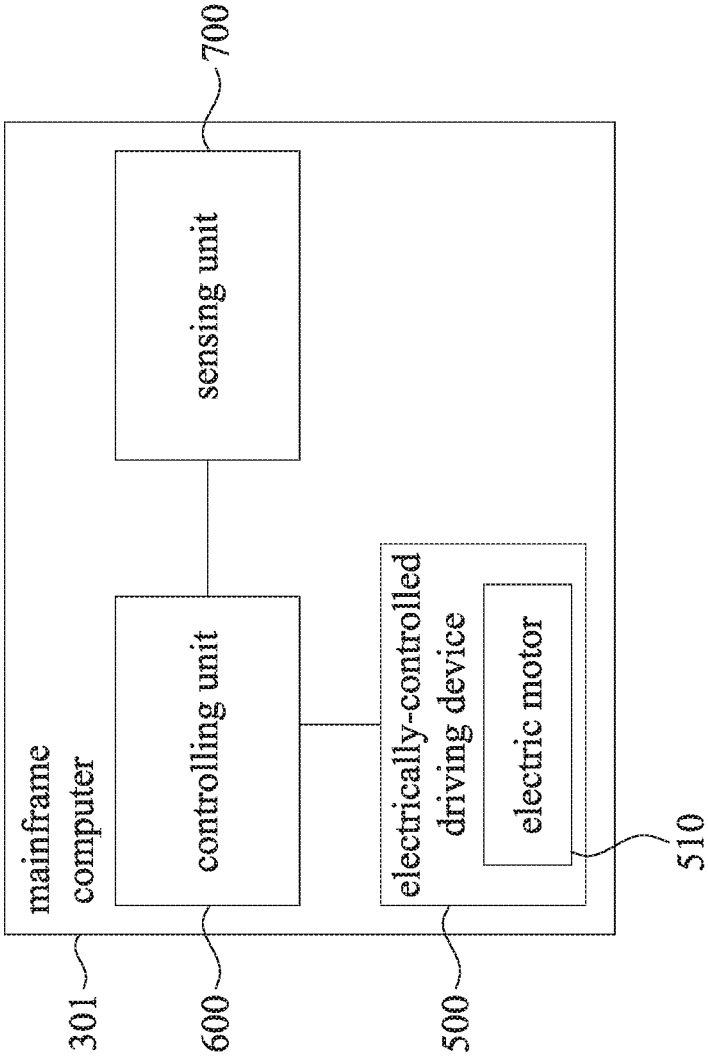 301
mainframe
computer
600
controlling unit
sensing unit
700
500
electrically-controlled
driving device
electric motor
510